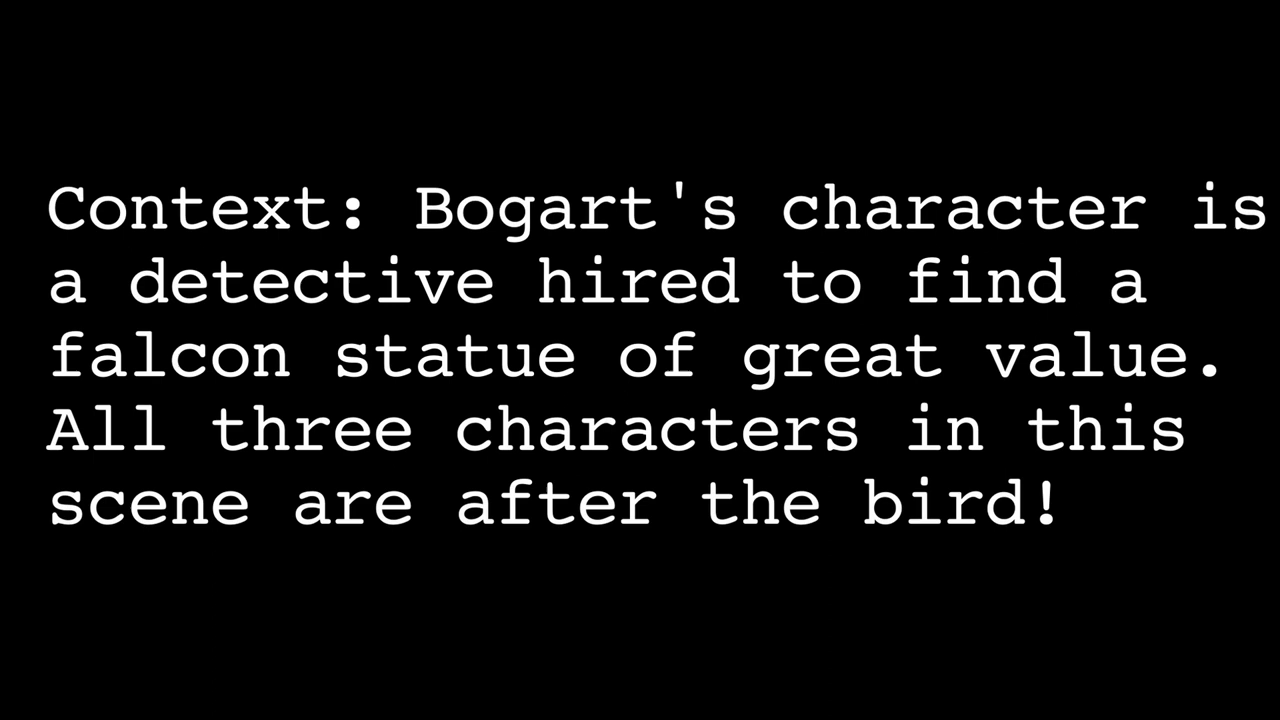 Context: Bogart's character is
a detective hired to find a
falcon statue of great value.
All three characters in this
scene are after the bird!